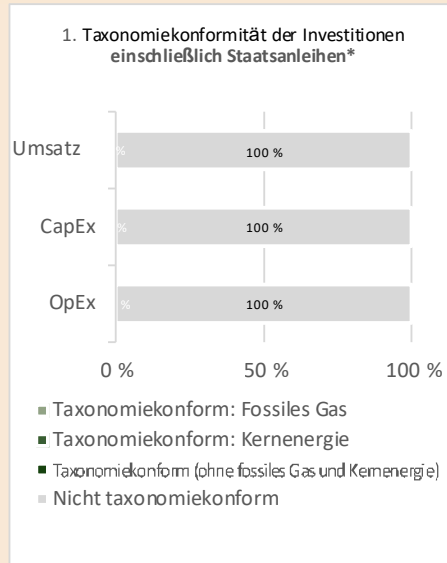 1. Taxonomiekonformität der Investitionen
einschließlich Staatsanleihen*
Umsatz
%
100 %
CapEx
%
100 %
OpEx
%
100 %
0 %
50 %
100 %
Taxonomiekonform: Fossiles Gas
Taxonomiekonform: Kernenergie
Taxonomiekonform (ohne fossiles Gas und Kernenergie)
Nicht taxonomiekonform